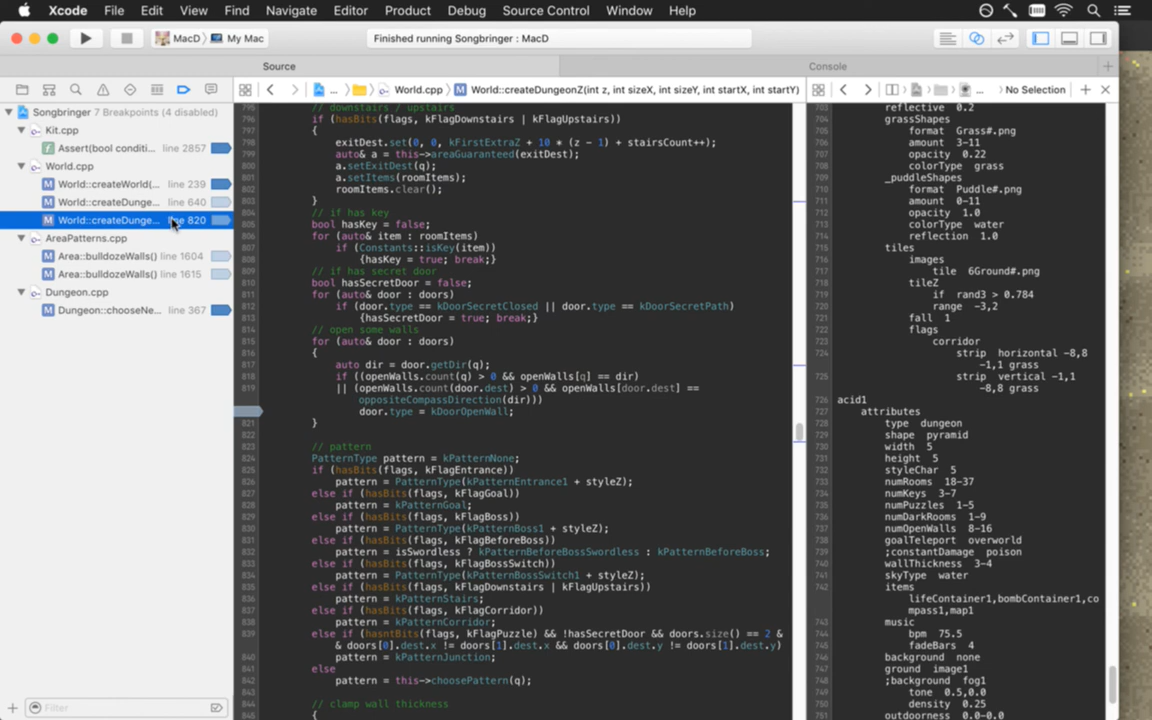 Xcode File Edit View Find Navigate Editor Product Debug Source Control Window Help
MacD My Mac
Finished running Songbringer : MacD
Source
Console
... World.cpp World::createDungeonZ(int z, int sizeX, int sizeY, int startX, int startY)
... No Selection
Songbringer 7 Breakpoints (4 disabled)
Kit.cpp
Assert(bool conditi... line 2857
World.cpp
World::createWorld(... line 239
World::createDunge... line 640
World::createDunge... line 820
AreaPatterns.cpp
Area::bulldozeWalls() line 1604
Area::bulldozeWalls() line 1615
Dungeon.cpp
Dungeon::chooseNe... line 367
Filter
795 // downstairs / upstairs
796 if (hasBits(flags, kFlagDownstairs | kFlagUpstairs))
797 {
798 exitDest.set(0, 0, kFirstExtraZ + 10 * (z - 1) + stairsCount++);
799 auto& a = this->areaGuaranteed(exitDest);
800 a.setExitDest(q);
801 a.setItems(roomItems);
802 roomItems.clear();
803 }
804 // if has key
805 bool hasKey = false;
806 for (auto& item : roomItems)
807 if (Constants::isKey(item))
808 {hasKey = true; break;}
809 // if has secret door
810 bool hasSecretDoor = false;
811 for (auto& door : doors)
812 if (door.type == kDoorSecretClosed || door.type == kDoorSecretPath)
813 {hasSecretDoor = true; break;}
814 // open some walls
815 for (auto& door : doors)
816 {
817 auto dir = door.getDir(q);
818 if ((openWalls.count(q) > 0 && openWalls[q] == dir)
819 || (openWalls.count(door.dest) > 0 && openWalls[door.dest] ==
oppositeCompassDirection(dir)))
door.type = kDoorOpenWall;
821 }
822
823 // pattern
824 PatternType pattern = kPatternNone;
825 if (hasBits(flags, kFlagEntrance))
826 pattern = PatternType(kPatternEntrance1 + styleZ);
827 else if (hasBits(flags, kFlagGoal))
828 pattern = kPatternGoal;
829 else if (hasBits(flags, kFlagBoss))
830 pattern = PatternType(kPatternBoss1 + styleZ);
831 else if (hasBits(flags, kFlagBeforeBoss))
832 pattern = isSwordless ? kPatternBeforeBossSwordless : kPatternBeforeBoss;
833 else if (hasBits(flags, kFlagBossSwitch))
834 pattern = PatternType(kPatternBossSwitch1 + styleZ);
835 else if (hasBits(flags, kFlagDownstairs | kFlagUpstairs))
836 pattern = kPatternStairs;
837 else if (hasBits(flags, kFlagCorridor))
838 pattern = kPatternCorridor;
839 else if (hasntBits(flags, kFlagPuzzle) && !hasSecretDoor && doors.size() == 2 &
& doors[0].dest.x != doors[1].dest.x && doors[0].dest.y != doors[1].dest.y)
840 pattern = kPatternJunction;
841 else
842 pattern = this->choosePattern(q);
843
844 // clamp wall thickness
845 {
703 reflective 0.2
704 grassShapes
705 format Grass#.png
706 amount 3-11
707 opacity 0.22
708 colorType grass
709 _puddleShapes
710 format Puddle#.png
711 amount 0-11
712 opacity 1.0
713 colorType water
714 reflection 1.0
715 tiles
716 images
717 tile 6Ground#.png
718 tileZ
719 if rand3 > 0.784
720 range -3,2
721 fall 1
722 flags
723 corridor
724 strip horizontal -8,8
-1,1 grass
725 strip vertical -1,1
-8,8 grass
726 acid1
727 attributes
728 type dungeon
729 shape pyramid
730 width 5
731 height 5
732 styleChar 5
733 numRooms 18-37
734 numKeys 3-7
735 numPuzzles 1-5
736 numDarkRooms 1-9
737 numOpenWalls 8-16
738 goalTeleport overworld
739 ;constantDamage poison
740 wallThickness 3-4
741 skyType water
742 items
lifeContainer1,bombContainer1,co
mpass1,map1
743 music
744 bpm 75.5
745 fadeBars 4
746 background none
747 ground image1
748 ;background fog1
749 tone 0.5,0.0
750 density 0.25
751 outdoorness 0.0-0.0